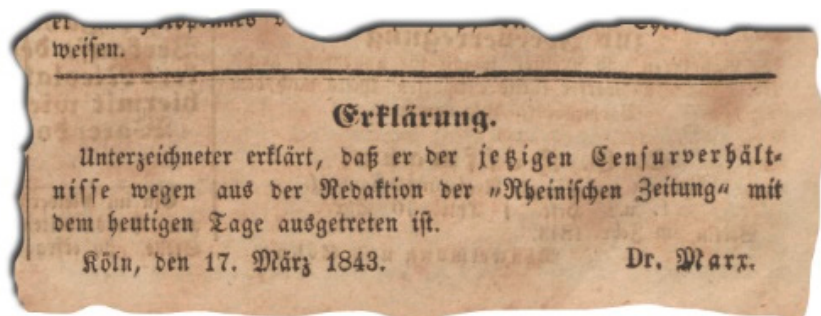 weisen.
Erklärung.
Unterzeichneter erklärt, daß er der jetzigen Censurverhält-
nisse wegen aus der Redaktion der „Rheinischen Zeitung“ mit
dem heutigen Tage ausgetreten ist.
Köln, den 17. März 1843. Dr. Marx.